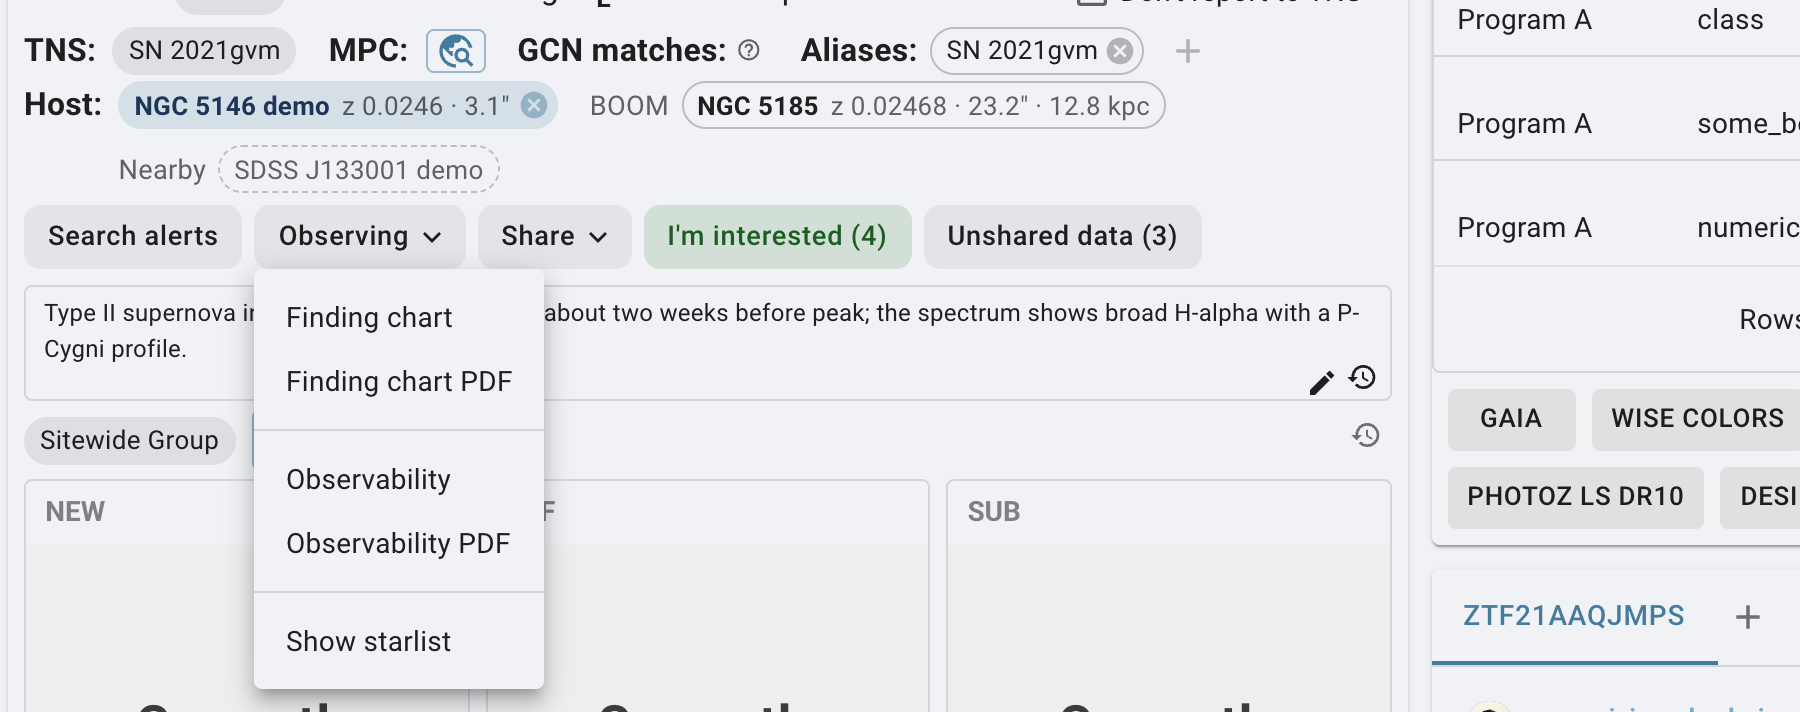 TNS: SN 2021gvm MPC: GCN matches: Aliases: SN 2021gvm
Host: NGC 5146 demo z 0.0246 · 3.1" BOOM NGC 5185 z 0.02468 · 23.2" · 12.8 kpc
Nearby SDSS J133001 demo
Search alerts Observing Share I'm interested (4) Unshared data (3)
Finding chart
Finding chart PDF
Observability
Observability PDF
Show starlist
Type II supernova about two weeks before peak; the spectrum shows broad H-alpha with a P-
Cygni profile.
Sitewide Group
NEW
SUB
Program A class
Program A
Program A numeric
Rows
GAIA WISE COLORS
PHOTOZ LS DR10 DESI
ZTF21AAQJMPS